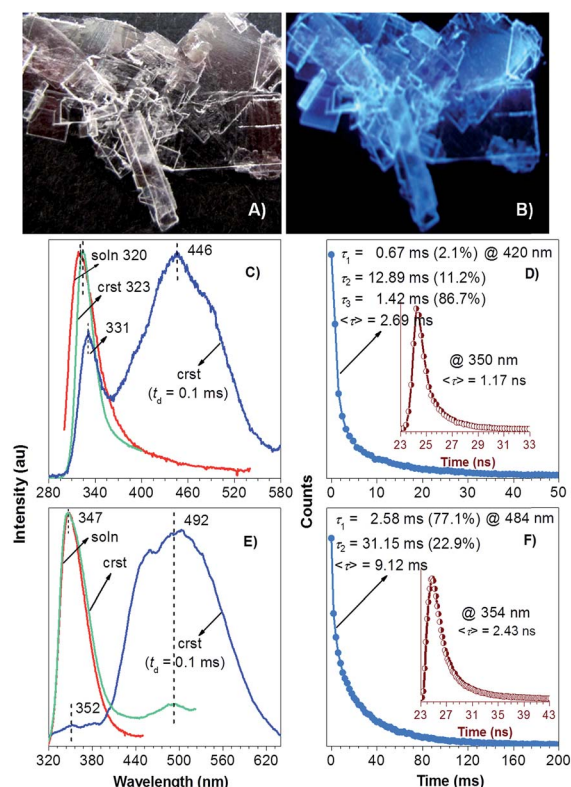 A)
B)
Intensity (au)
soln 320
crst 323
331
446
C)
crst
(td = 0.1 ms)
280 340 400 460 520 580
Counts
τ1 = 0.67 ms (2.1%) @ 420 nm
τ2 = 12.89 ms (11.2%)
D)
τ3 = 1.42 ms (86.7%)
<τ> = 2.69 ms
@ 350 nm
<τ> = 1.17 ns
23 25 27 29 31 33
Time (ns)
0 10 20 30 40 50
347
soln
crst
492
E)
crst
(td = 0.1 ms)
352
320 380 440 500 560 620
Wavelength (nm)
τ1 = 2.58 ms (77.1%) @ 484 nm
τ2 = 31.15 ms (22.9%)
F)
<τ> = 9.12 ms
@ 354 nm
<τ> = 2.43 ns
23 27 31 35 39 43
Time (ns)
0 40 80 120 160 200
Time (ms)